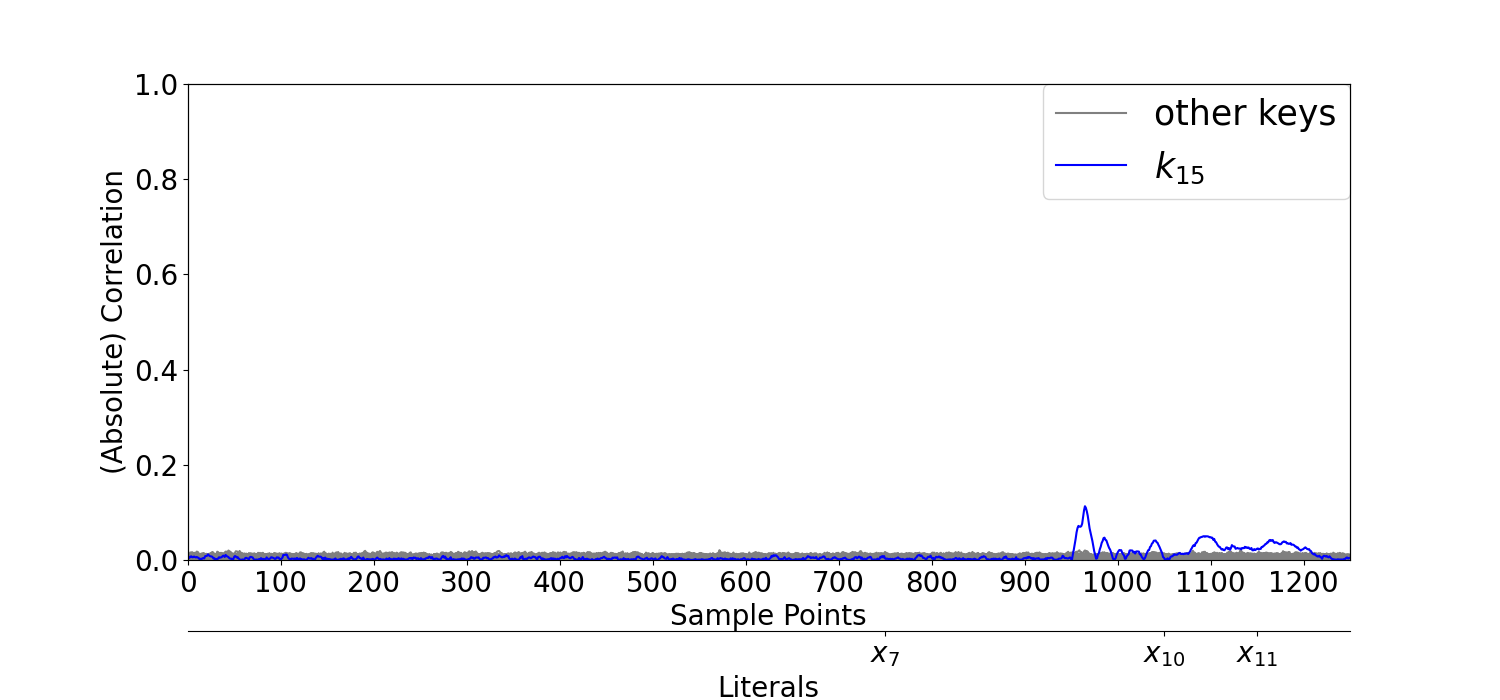 1.0
0.8
0.6
0.4
0.2
0.0
(Absolute) Correlation
other keys
k₁₅
0 100 200 300 400 500 600 700 800 900 1000 1100 1200
Sample Points
x₇ x₁₀ x₁₁
Literals